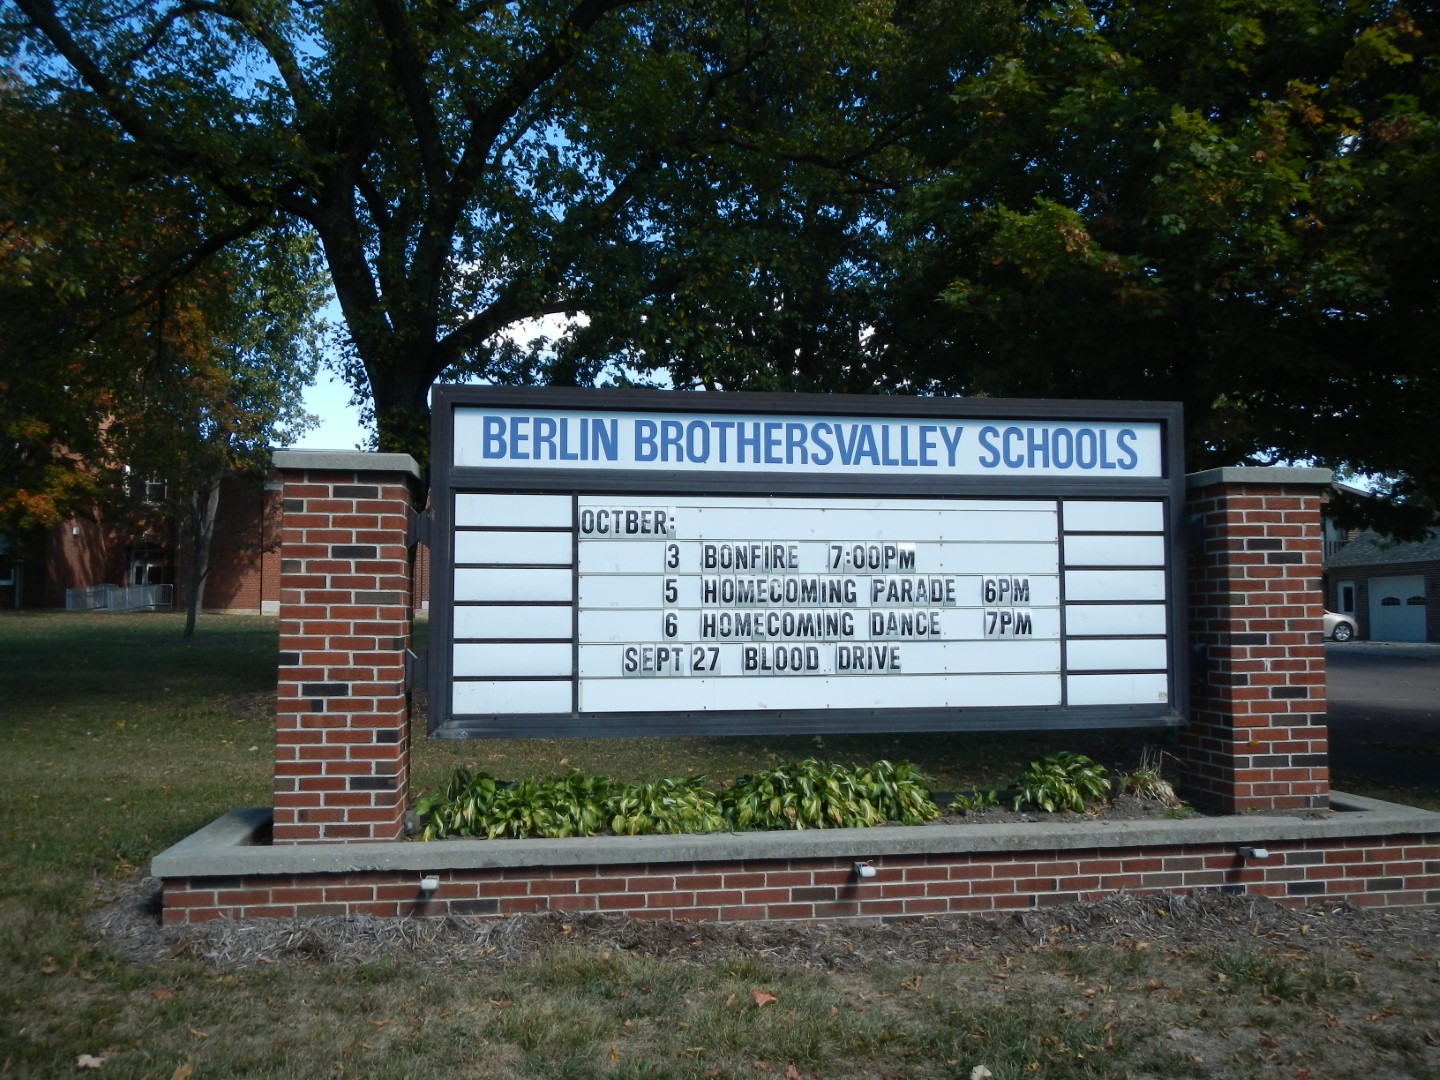 BERLIN BROTHERSVALLEY SCHOOLS
OCTBER:
3 BONFIRE 7:00PM
5 HOMECOMING PARADE 6PM
6 HOMECOMING DANCE 7PM
SEPT 27 BLOOD DRIVE